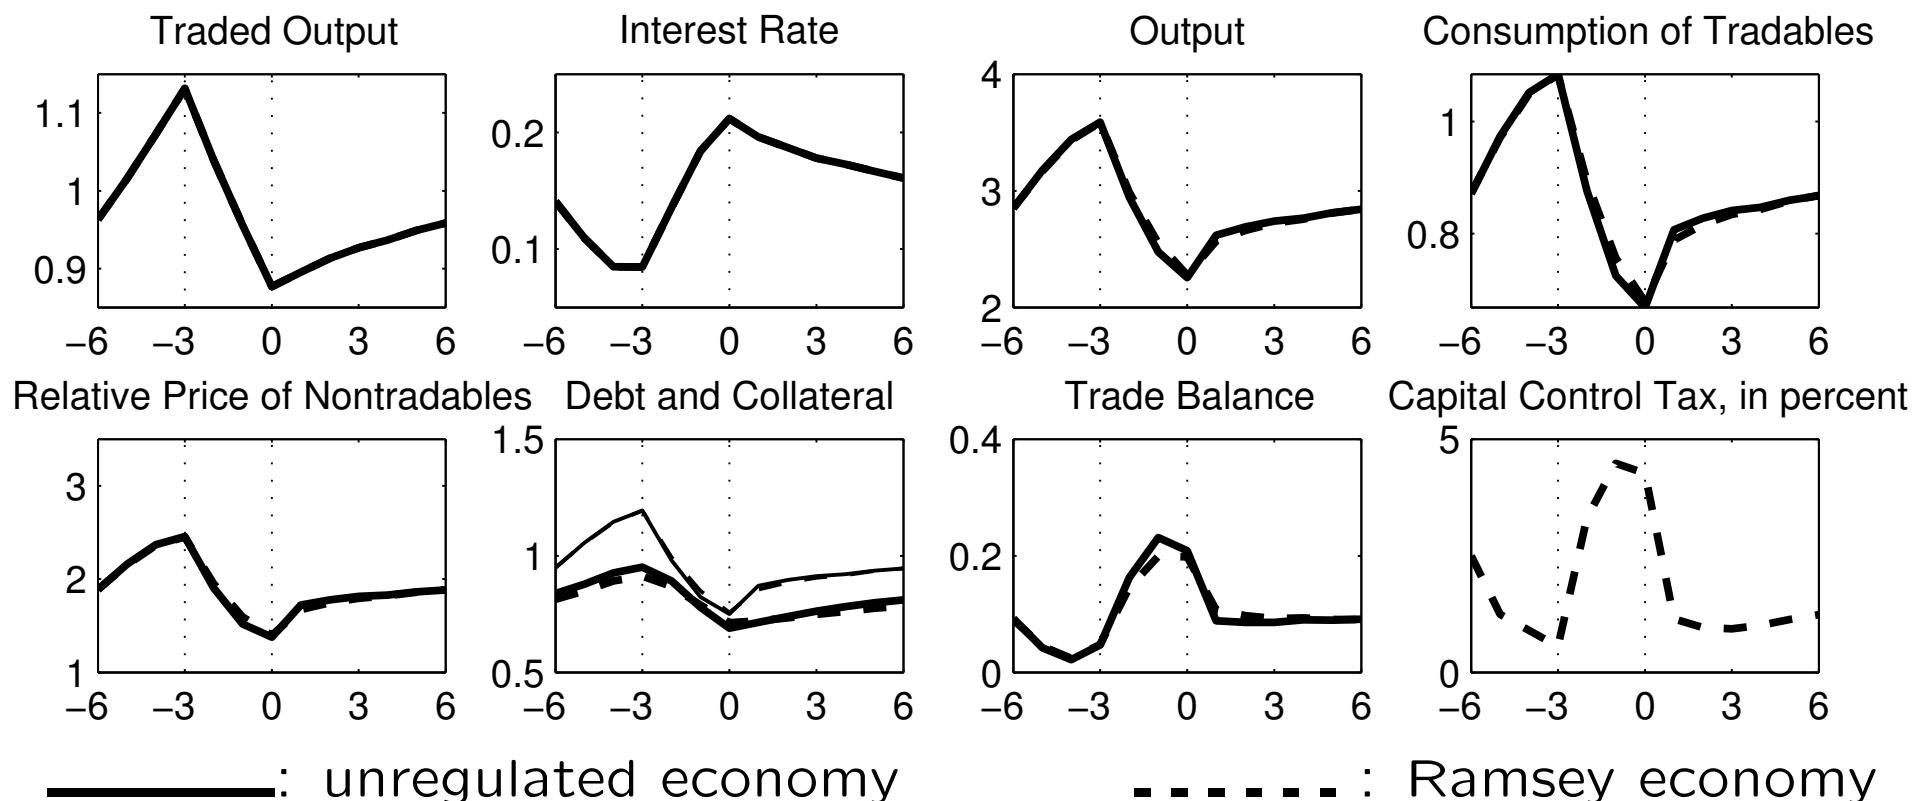 Traded Output
Interest Rate
Output
Consumption of Tradables
1.1
1
0.9
−6 −3 0 3 6
0.2
0.1
−6 −3 0 3 6
4
3
2
−6 −3 0 3 6
1
0.8
−6 −3 0 3 6
Relative Price of Nontradables
Debt and Collateral
Trade Balance
Capital Control Tax, in percent
3
2
1
−6 −3 0 3 6
1.5
1
0.5
−6 −3 0 3 6
0.4
0.2
0
−6 −3 0 3 6
5
0
−6 −3 0 3 6
: unregulated economy
: Ramsey economy